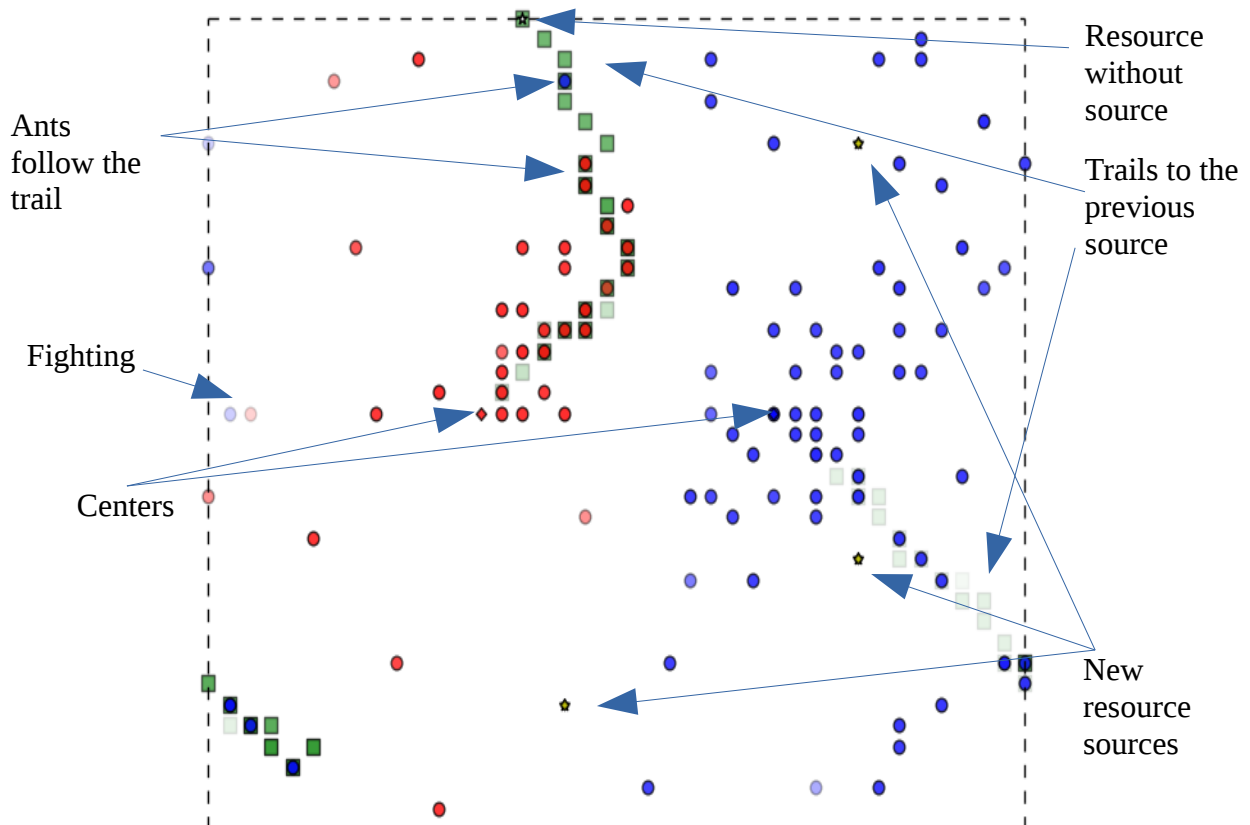 Resource
without
source
Ants
follow the
trail
Trails to the
previous
source
Fighting
Centers
New
resource
sources